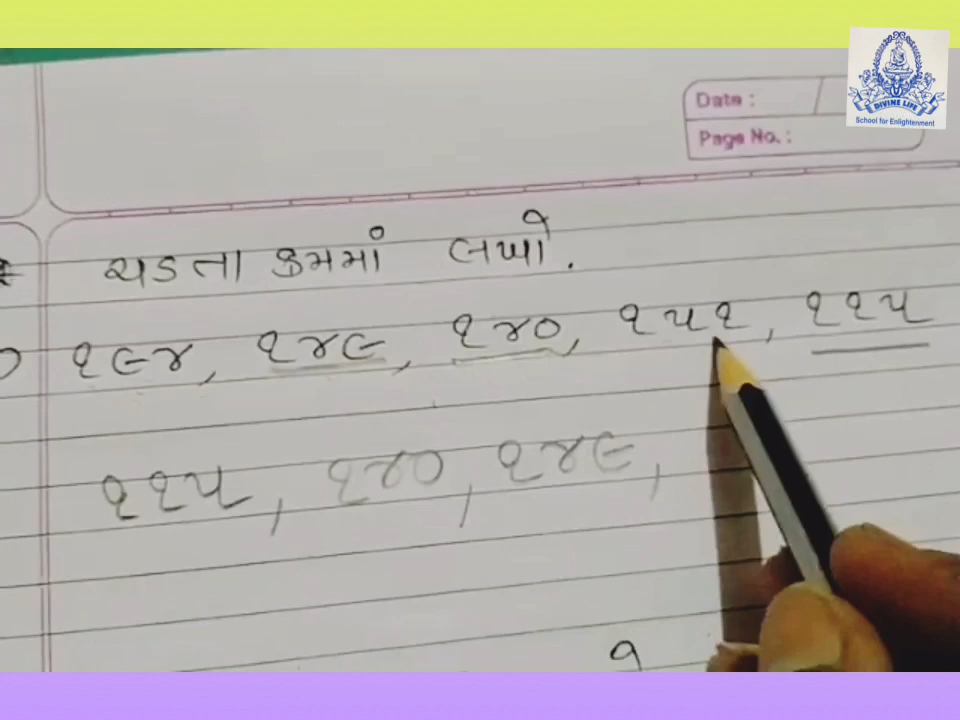 DIVINE LIFE
School for Enlightenment
Date :
Page No. :
ચડતા ક્રમમાં લખો.
૧૯૪, ૧૪૯, ૧૪૦, ૧૫૧, ૧૧૫
૧૧૫, ૧૪૦, ૧૪૯,